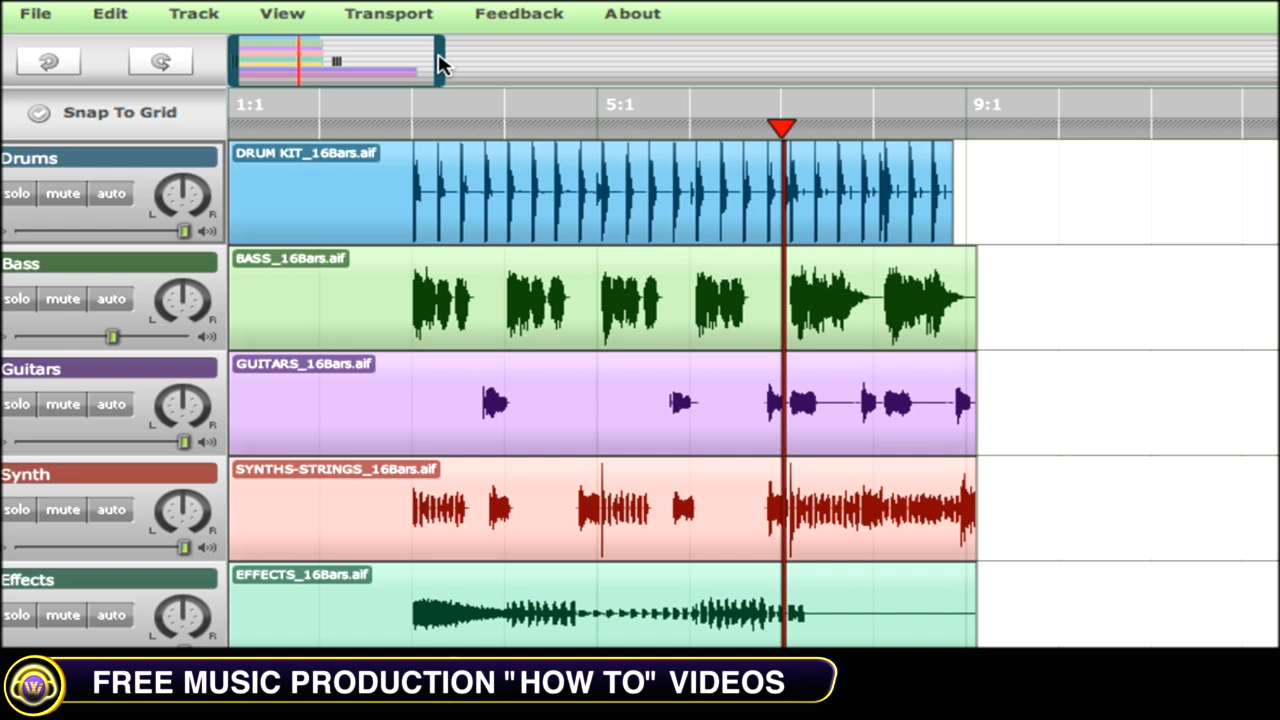 File Edit Track View Transport Feedback About
Snap To Grid
1:1 5:1 9:1
Drums
DRUM KIT_16Bars.aif
solo mute auto
L R
Bass
BASS_16Bars.aif
solo mute auto
L R
Guitars
GUITARS_16Bars.aif
solo mute auto
L R
Synth
SYNTHS-STRINGS_16Bars.aif
solo mute auto
L R
Effects
EFFECTS_16Bars.aif
solo mute auto
L R
W
FREE MUSIC PRODUCTION "HOW TO" VIDEOS